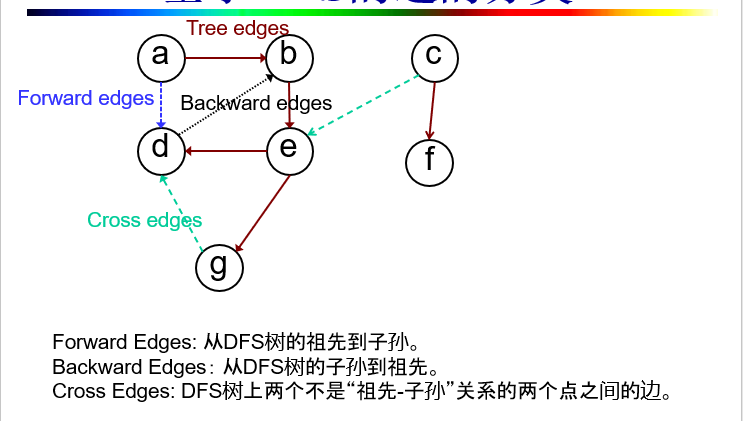 Tree edges
a
b
c
Forward edges
Backward edges
d
e
f
Cross edges
g
Forward Edges: 从DFS树的祖先到子孙。
Backward Edges: 从DFS树的子孙到祖先。
Cross Edges: DFS树上两个不是“祖先-子孙”关系的两个点之间的边。